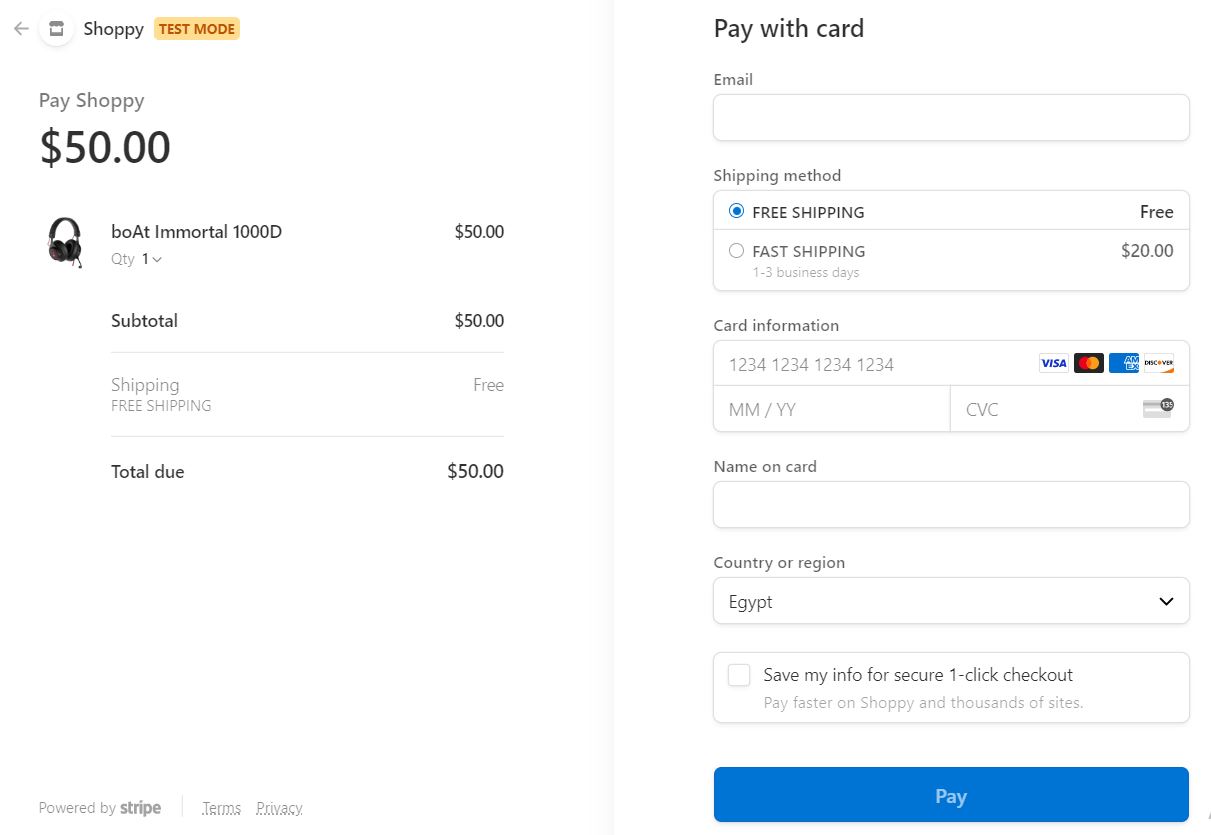 Shoppy TEST MODE
Pay Shoppy
$50.00
boAt Immortal 1000D $50.00
Qty 1
Subtotal $50.00
Shipping Free
FREE SHIPPING
Total due $50.00
Powered by stripe Terms Privacy
Pay with card
Email
Shipping method
FREE SHIPPING Free
FAST SHIPPING $20.00
1-3 business days
Card information
1234 1234 1234 1234 VISA AMEX DISCOVER
MM / YY CVC 135
Name on card
Country or region
Egypt
Save my info for secure 1-click checkout
Pay faster on Shoppy and thousands of sites.
Pay